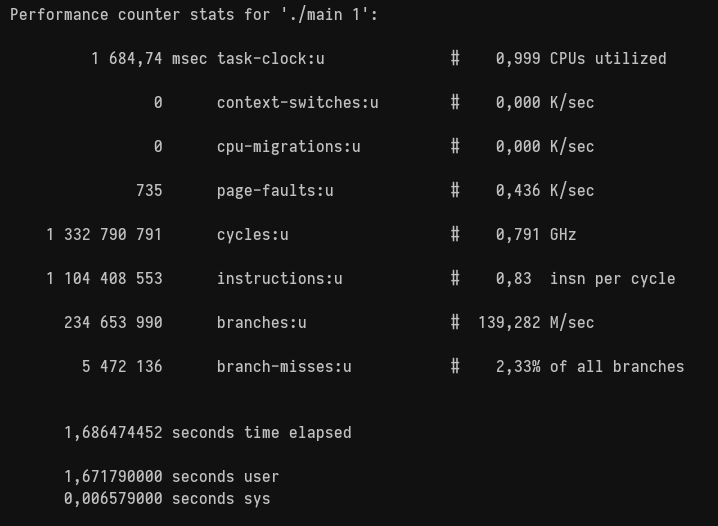 Performance counter stats for './main 1':
1 684,74 msec task-clock:u # 0,999 CPUs utilized
0 context-switches:u # 0,000 K/sec
0 cpu-migrations:u # 0,000 K/sec
735 page-faults:u # 0,436 K/sec
1 332 790 791 cycles:u # 0,791 GHz
1 104 408 553 instructions:u # 0,83 insn per cycle
234 653 990 branches:u # 139,282 M/sec
5 472 136 branch-misses:u # 2,33% of all branches
1,686474452 seconds time elapsed
1,671790000 seconds user
0,006579000 seconds sys